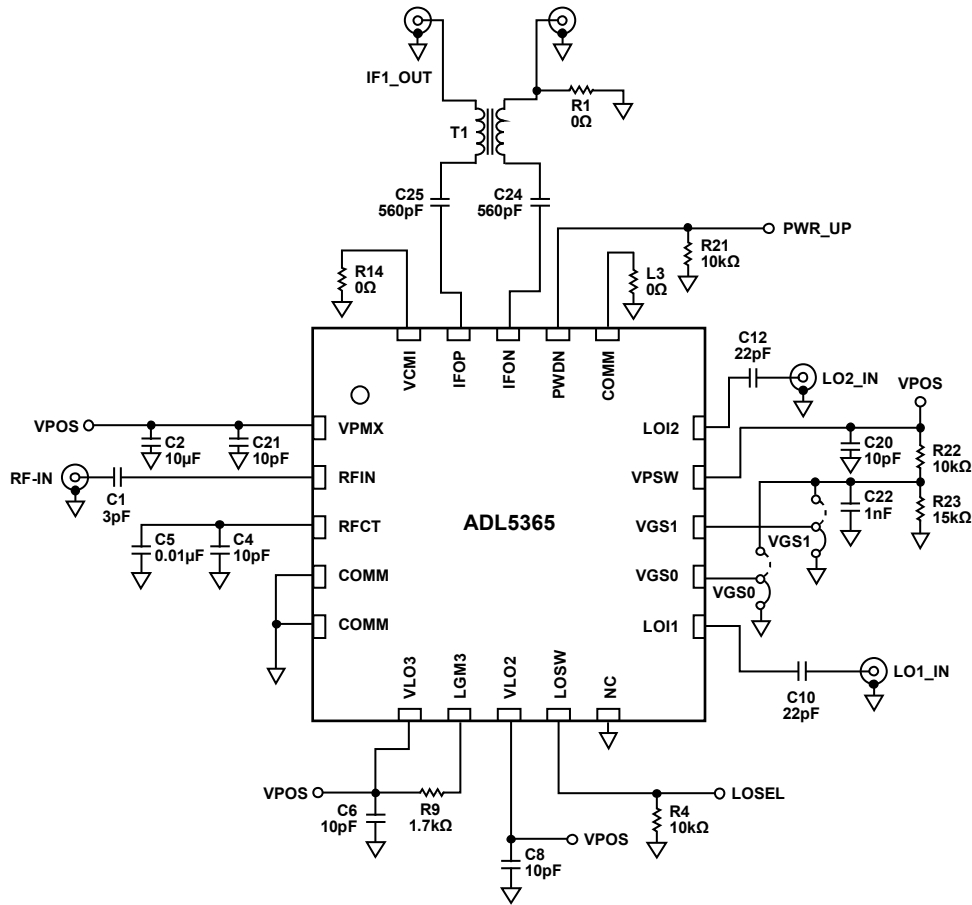 IF1_OUT
R1
0Ω
T1
C25
560pF
C24
560pF
PWR_UP
R21
10kΩ
R14
0Ω
L3
0Ω
C12
22pF
LO2_IN
VPOS
VCMI
IFOP
IFON
PWDN
COMM
VPOS
C2
10µF
C21
10pF
VPMX
LOI2
C20
10pF
R22
10kΩ
RF-IN
C1
3pF
RFIN
VPSW
C22
1nF
R23
15kΩ
ADL5365
C5
0.01µF
C4
10pF
RFCT
VGS1
VGS1
COMM
VGS0
VGS0
COMM
LOI1
LO1_IN
C10
22pF
VLO3
LGM3
VLO2
LOSW
NC
VPOS
C6
10pF
R9
1.7kΩ
LOSEL
R4
10kΩ
VPOS
C8
10pF